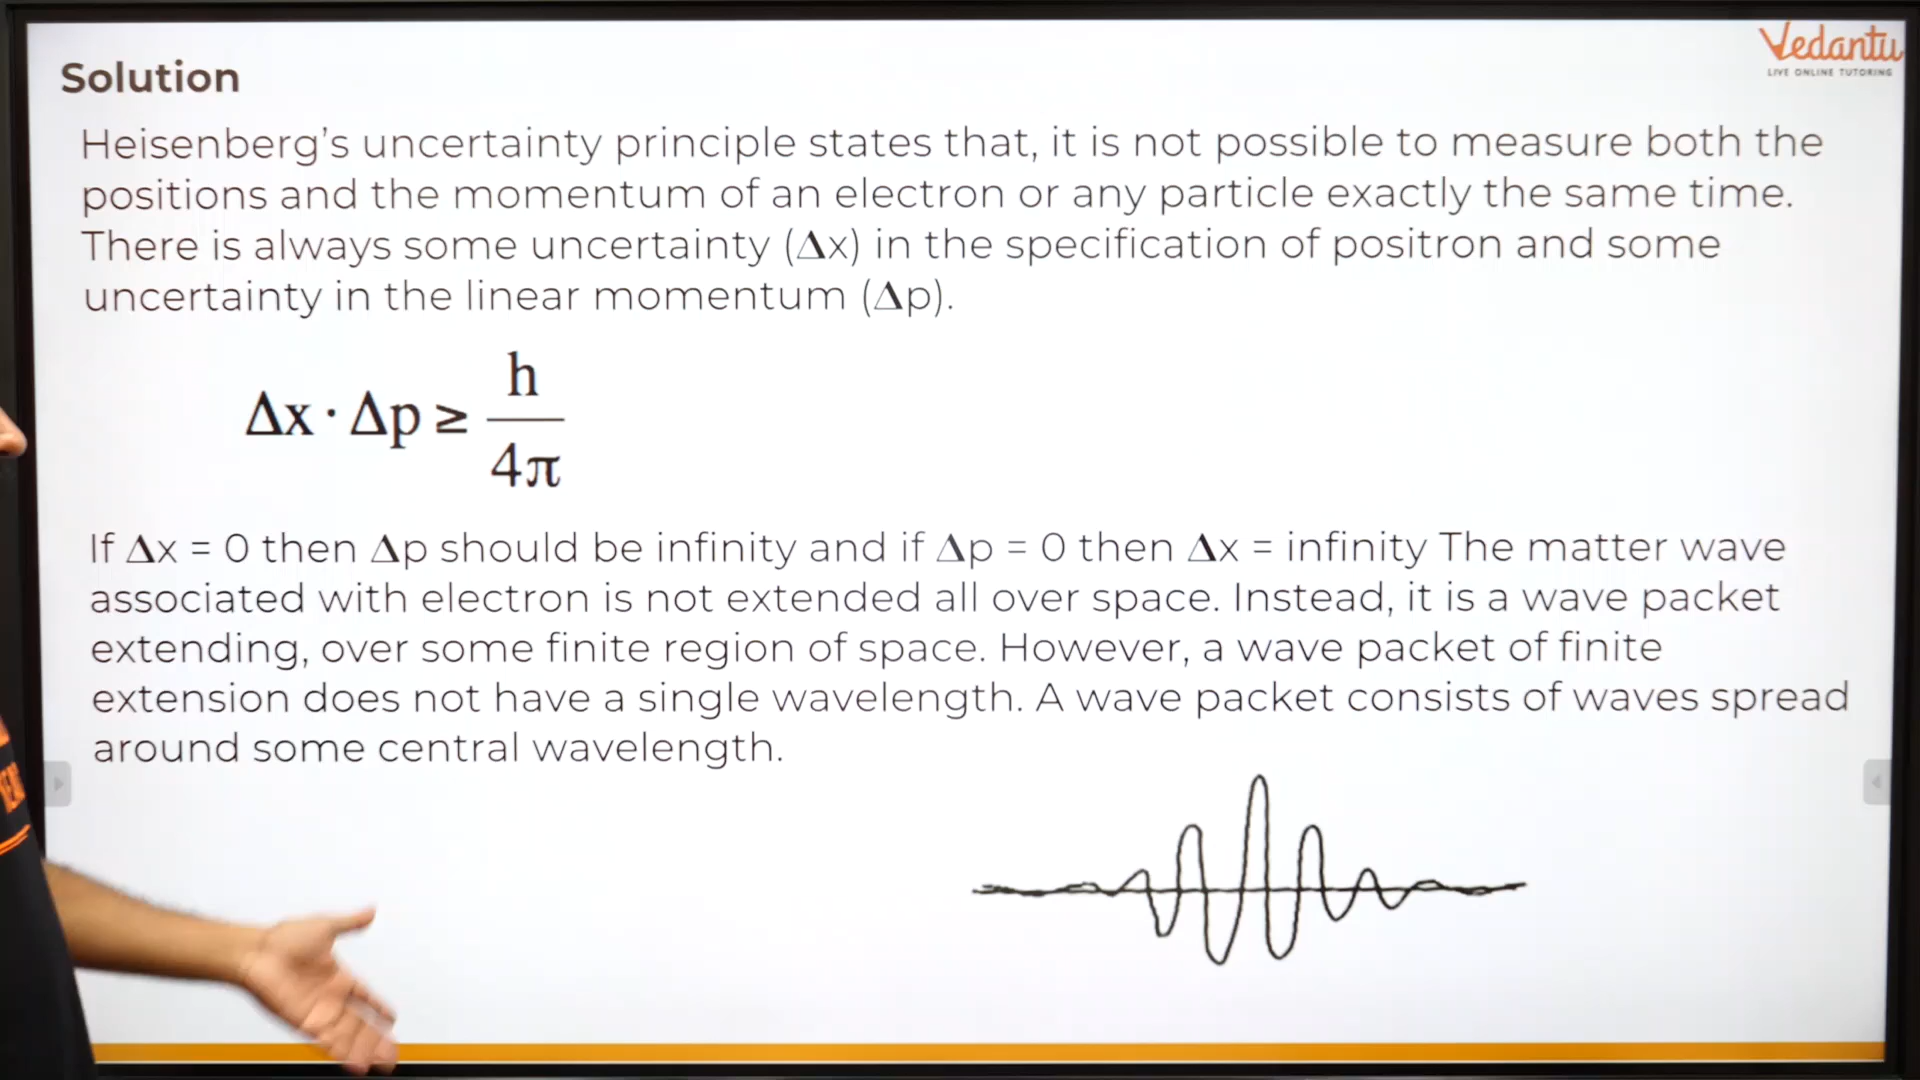 Vedantu
LIVE ONLINE TUTORING
Solution
Heisenberg’s uncertainty principle states that, it is not possible to measure both the
positions and the momentum of an electron or any particle exactly the same time.
There is always some uncertainty (Δx) in the specification of positron and some
uncertainty in the linear momentum (Δp).
Δx · Δp ≥ h / 4π
If Δx = 0 then Δp should be infinity and if Δp = 0 then Δx = infinity The matter wave
associated with electron is not extended all over space. Instead, it is a wave packet
extending, over some finite region of space. However, a wave packet of finite
extension does not have a single wavelength. A wave packet consists of waves spread
around some central wavelength.